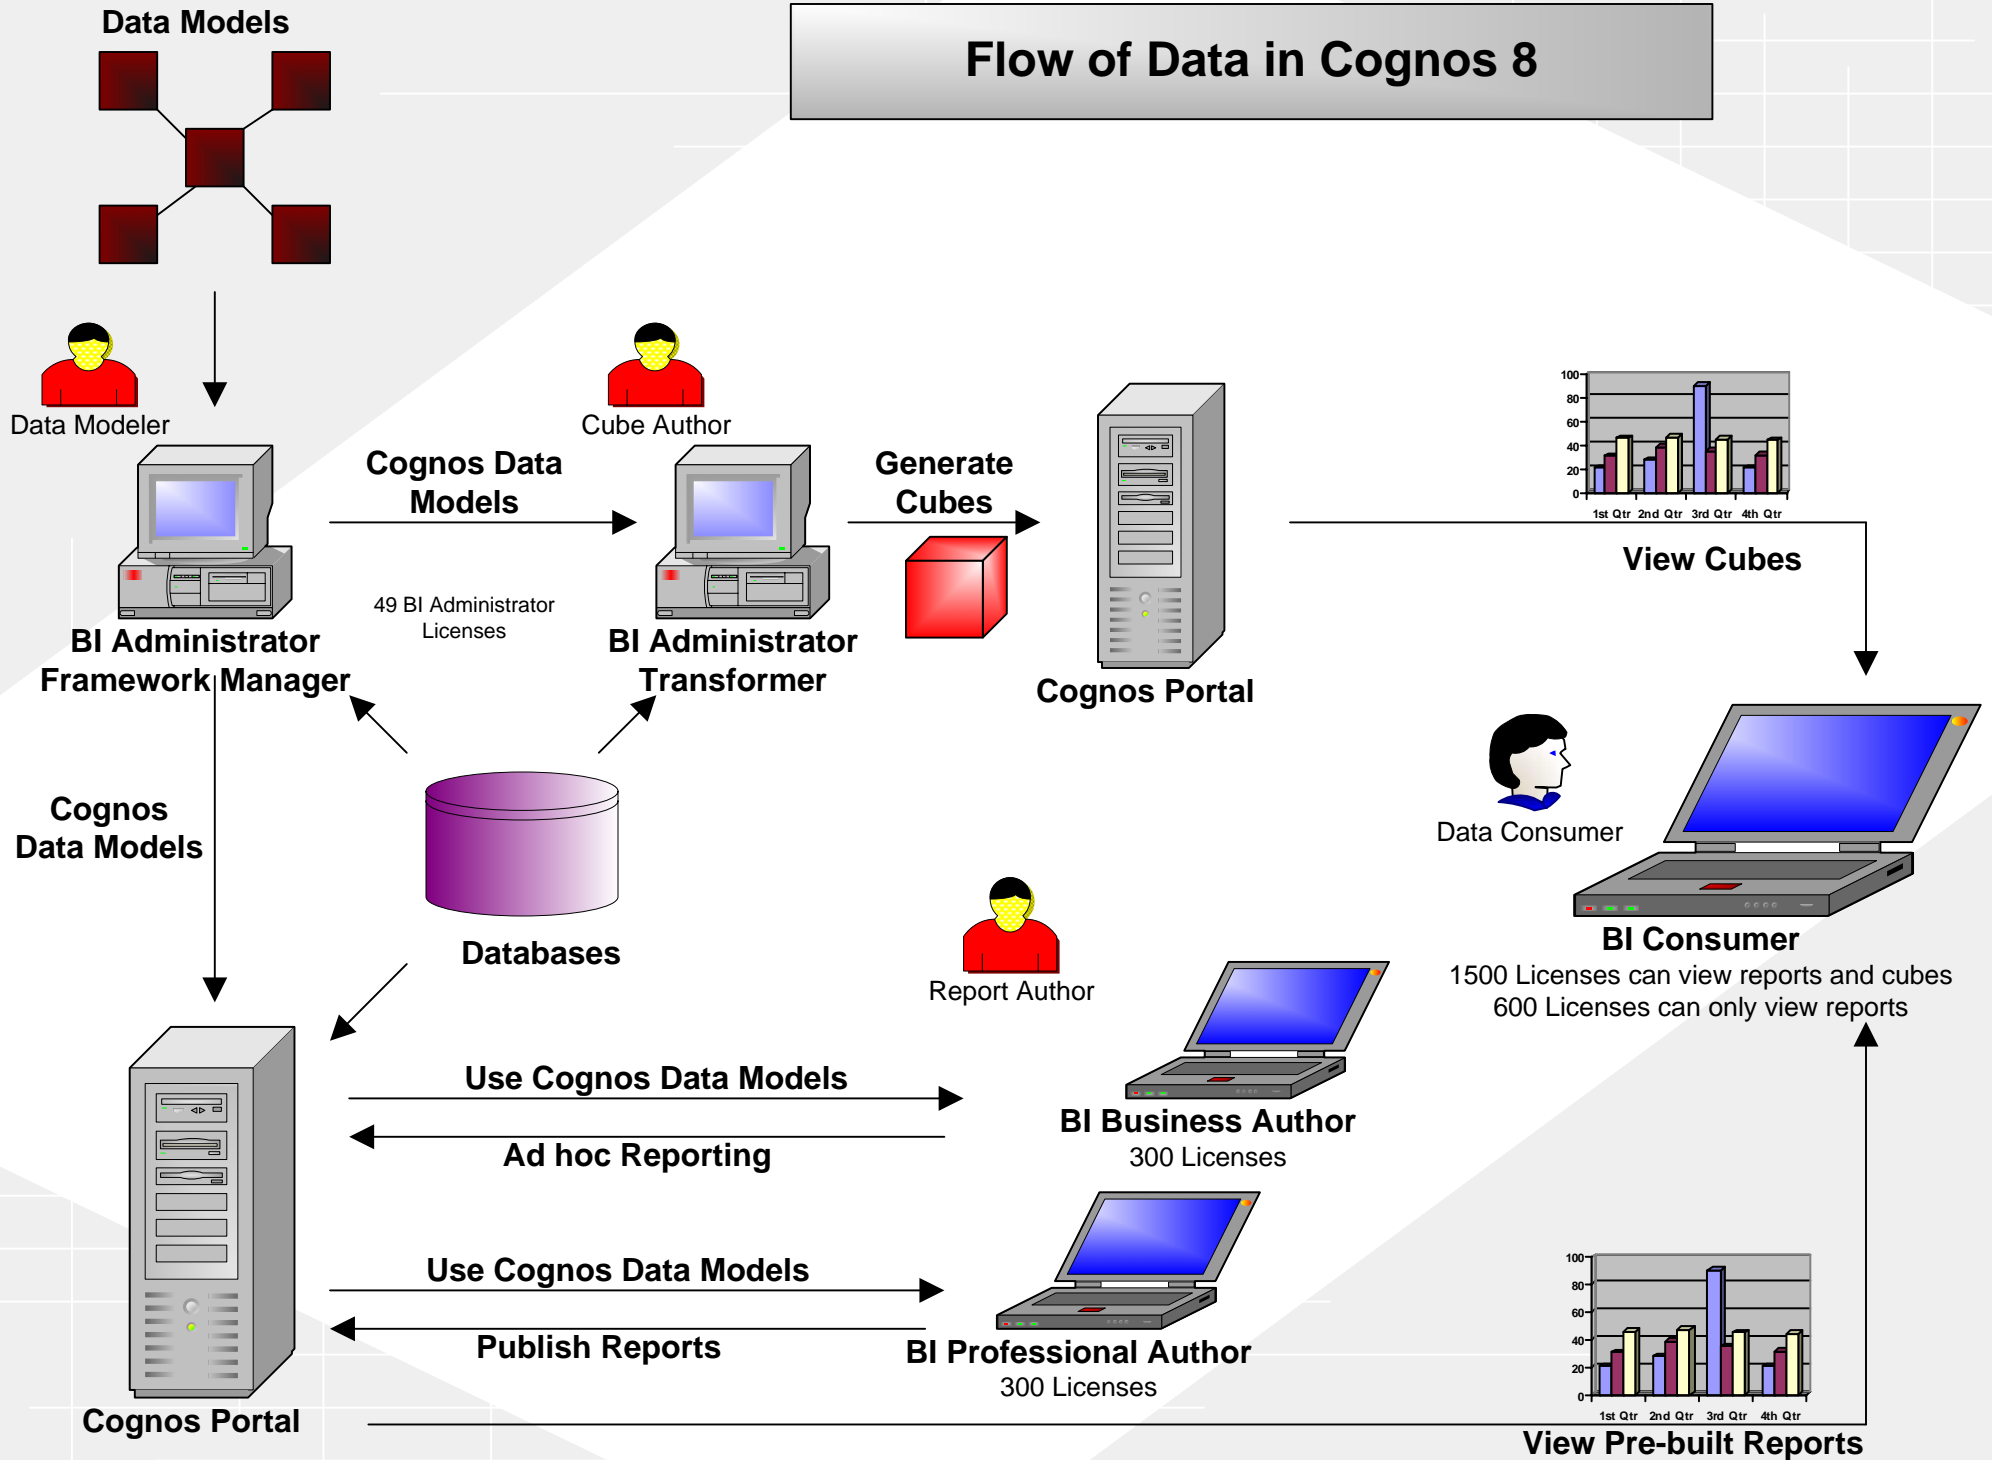 Data Models
Flow of Data in Cognos 8
Data Modeler
Cube Author
Cognos Data
Models
Generate
Cubes
100
80
60
40
20
0
1st Qtr 2nd Qtr 3rd Qtr 4th Qtr
View Cubes
49 BI Administrator
Licenses
BI Administrator
Framework Manager
BI Administrator
Transformer
Cognos Portal
Cognos
Data Models
Databases
Data Consumer
BI Consumer
1500 Licenses can view reports and cubes
600 Licenses can only view reports
Report Author
Use Cognos Data Models
Ad hoc Reporting
BI Business Author
300 Licenses
Use Cognos Data Models
Publish Reports
BI Professional Author
300 Licenses
Cognos Portal
100
80
60
40
20
0
1st Qtr 2nd Qtr 3rd Qtr 4th Qtr
View Pre-built Reports